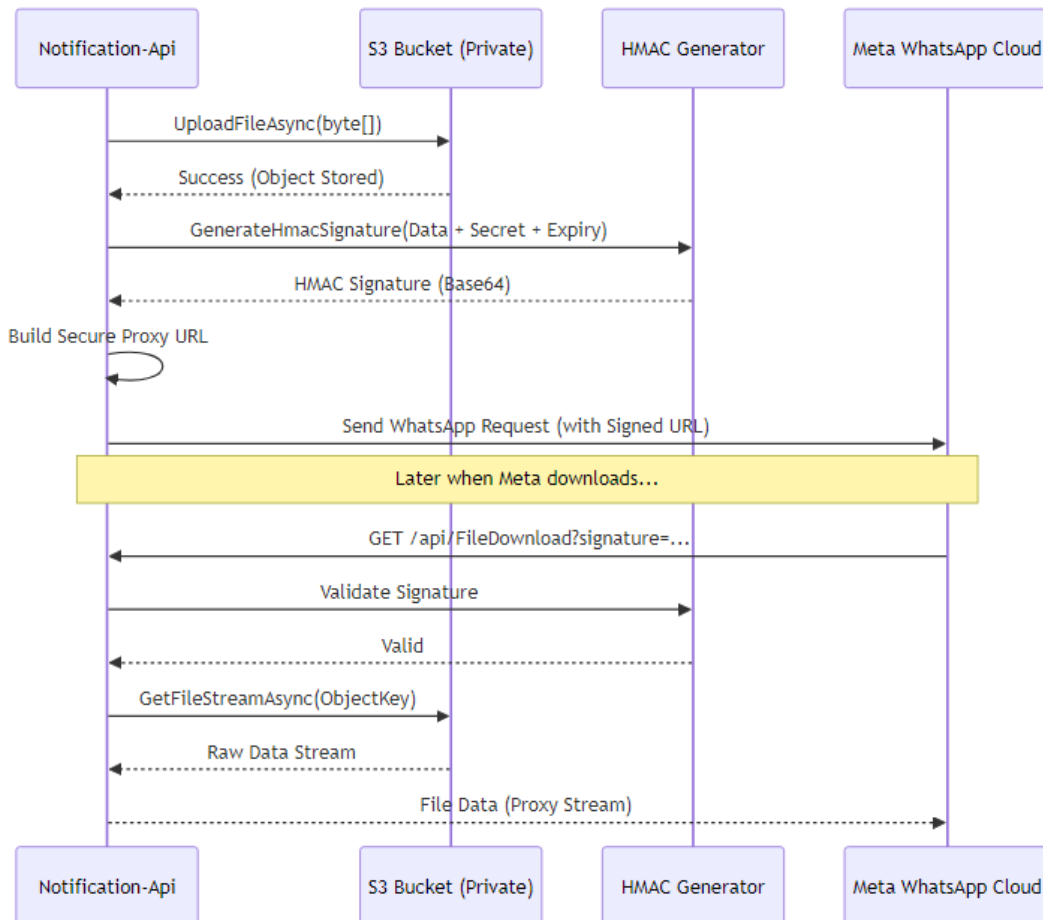 Notification-Api
S3 Bucket (Private)
HMAC Generator
Meta WhatsApp Cloud
UploadFileAsync(byte[])
Success (Object Stored)
GenerateHmacSignature(Data + Secret + Expiry)
HMAC Signature (Base64)
Build Secure Proxy URL
Send WhatsApp Request (with Signed URL)
Later when Meta downloads...
GET /api/FileDownload?signature=...
Validate Signature
Valid
GetFileStreamAsync(ObjectKey)
Raw Data Stream
File Data (Proxy Stream)
Notification-Api
S3 Bucket (Private)
HMAC Generator
Meta WhatsApp Cloud